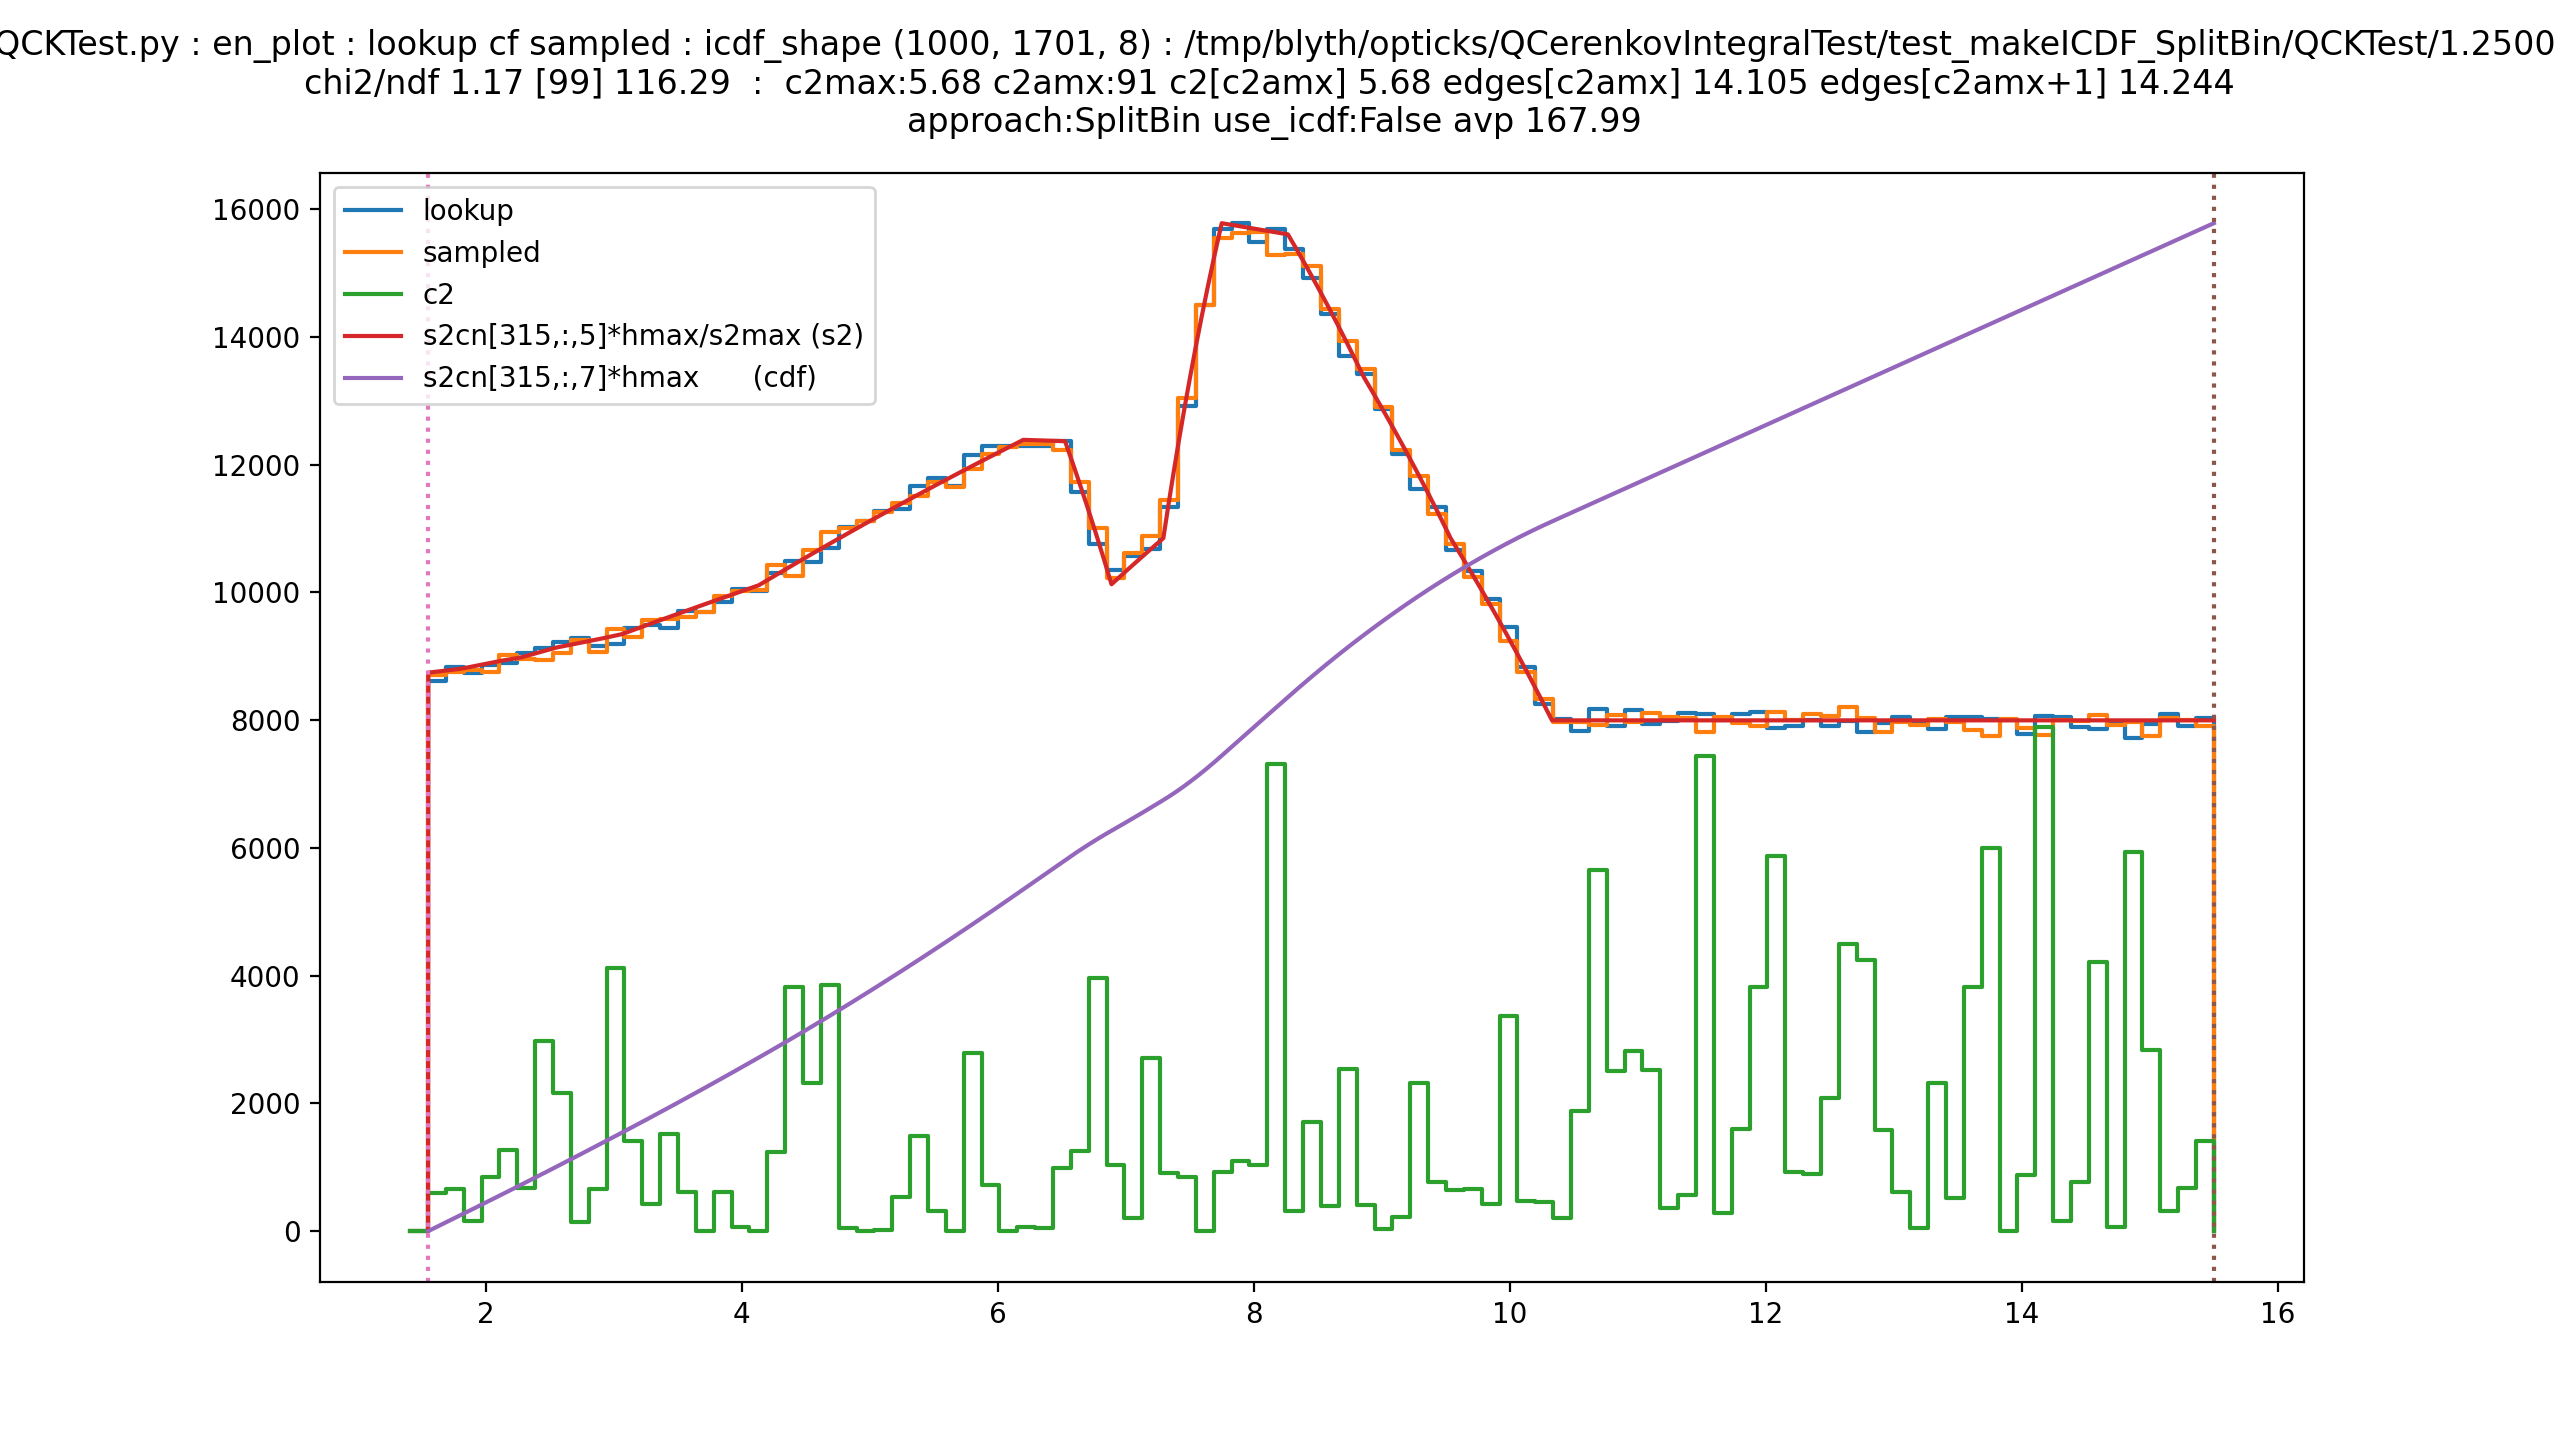 QCKTest.py : en_plot : lookup cf sampled : icdf_shape (1000, 1701, 8) : /tmp/blyth/opticks/QCerenkovIntegralTest/test_makeICDF_SplitBin/QCKTest/1.2500
chi2/ndf 1.17 [99] 116.29  :  c2max:5.68 c2amx:91 c2[c2amx] 5.68 edges[c2amx] 14.105 edges[c2amx+1] 14.244
approach:SplitBin use_icdf:False avp 167.99
lookup
sampled
c2
s2cn[315,:,5]*hmax/s2max (s2)
s2cn[315,:,7]*hmax      (cdf)
16000
14000
12000
10000
8000
6000
4000
2000
0
2 4 6 8 10 12 14 16